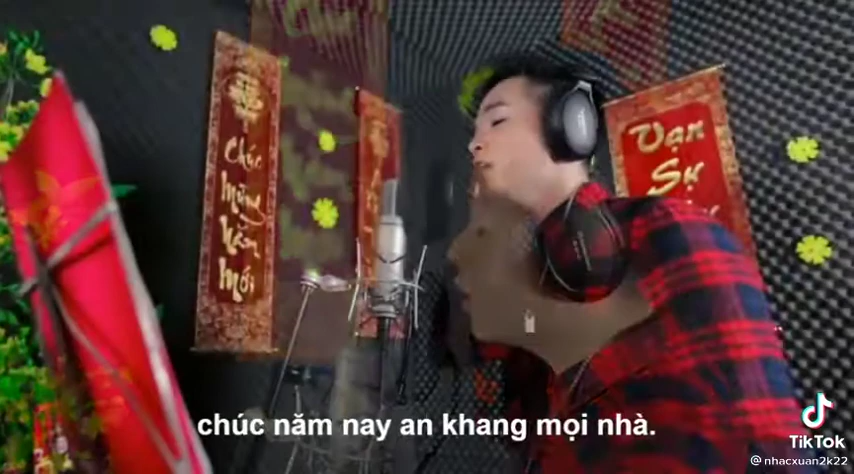 Chúc
Mừng
Năm
mới
Vạn
Sự
chúc năm nay an khang mọi nhà.
TikTok
@nhacxuan2k22